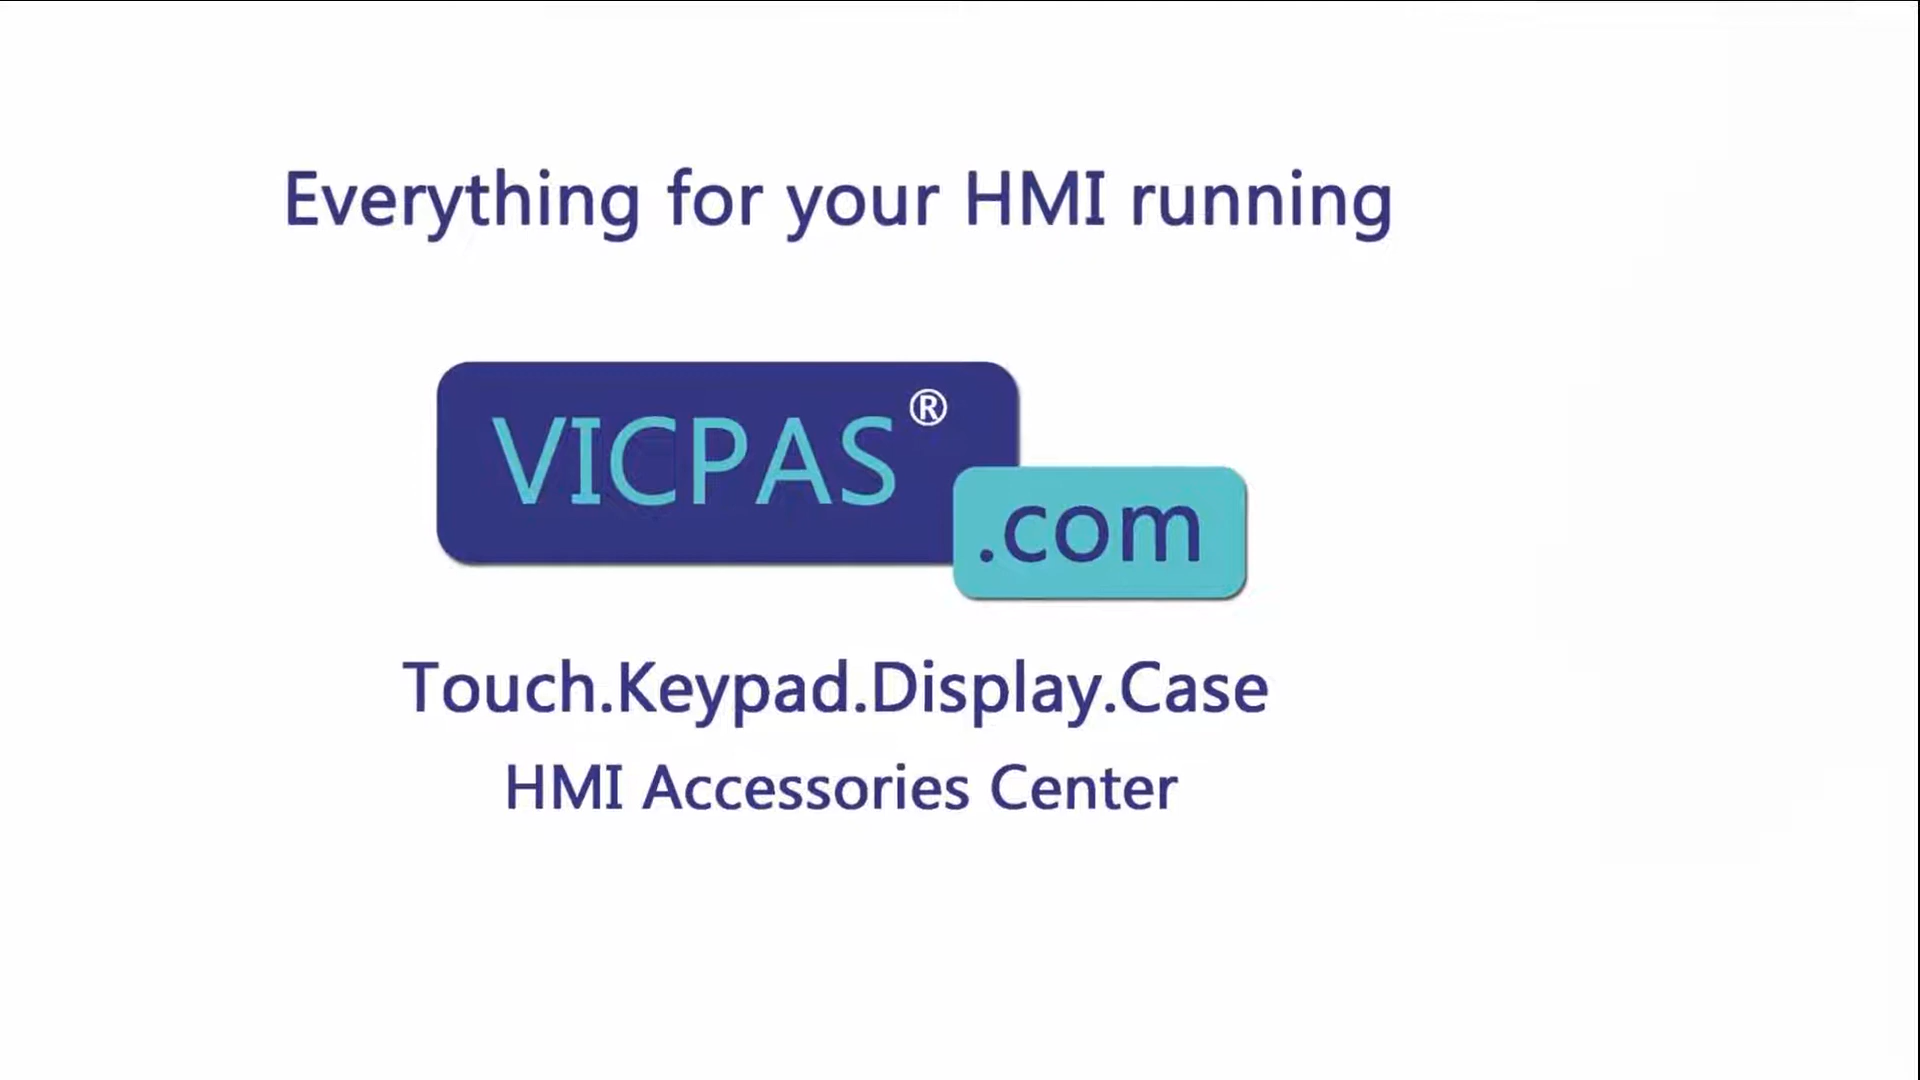 Everything for your HMI running
VICPAS®
.com
Touch.Keypad.Display.Case
HMI Accessories Center